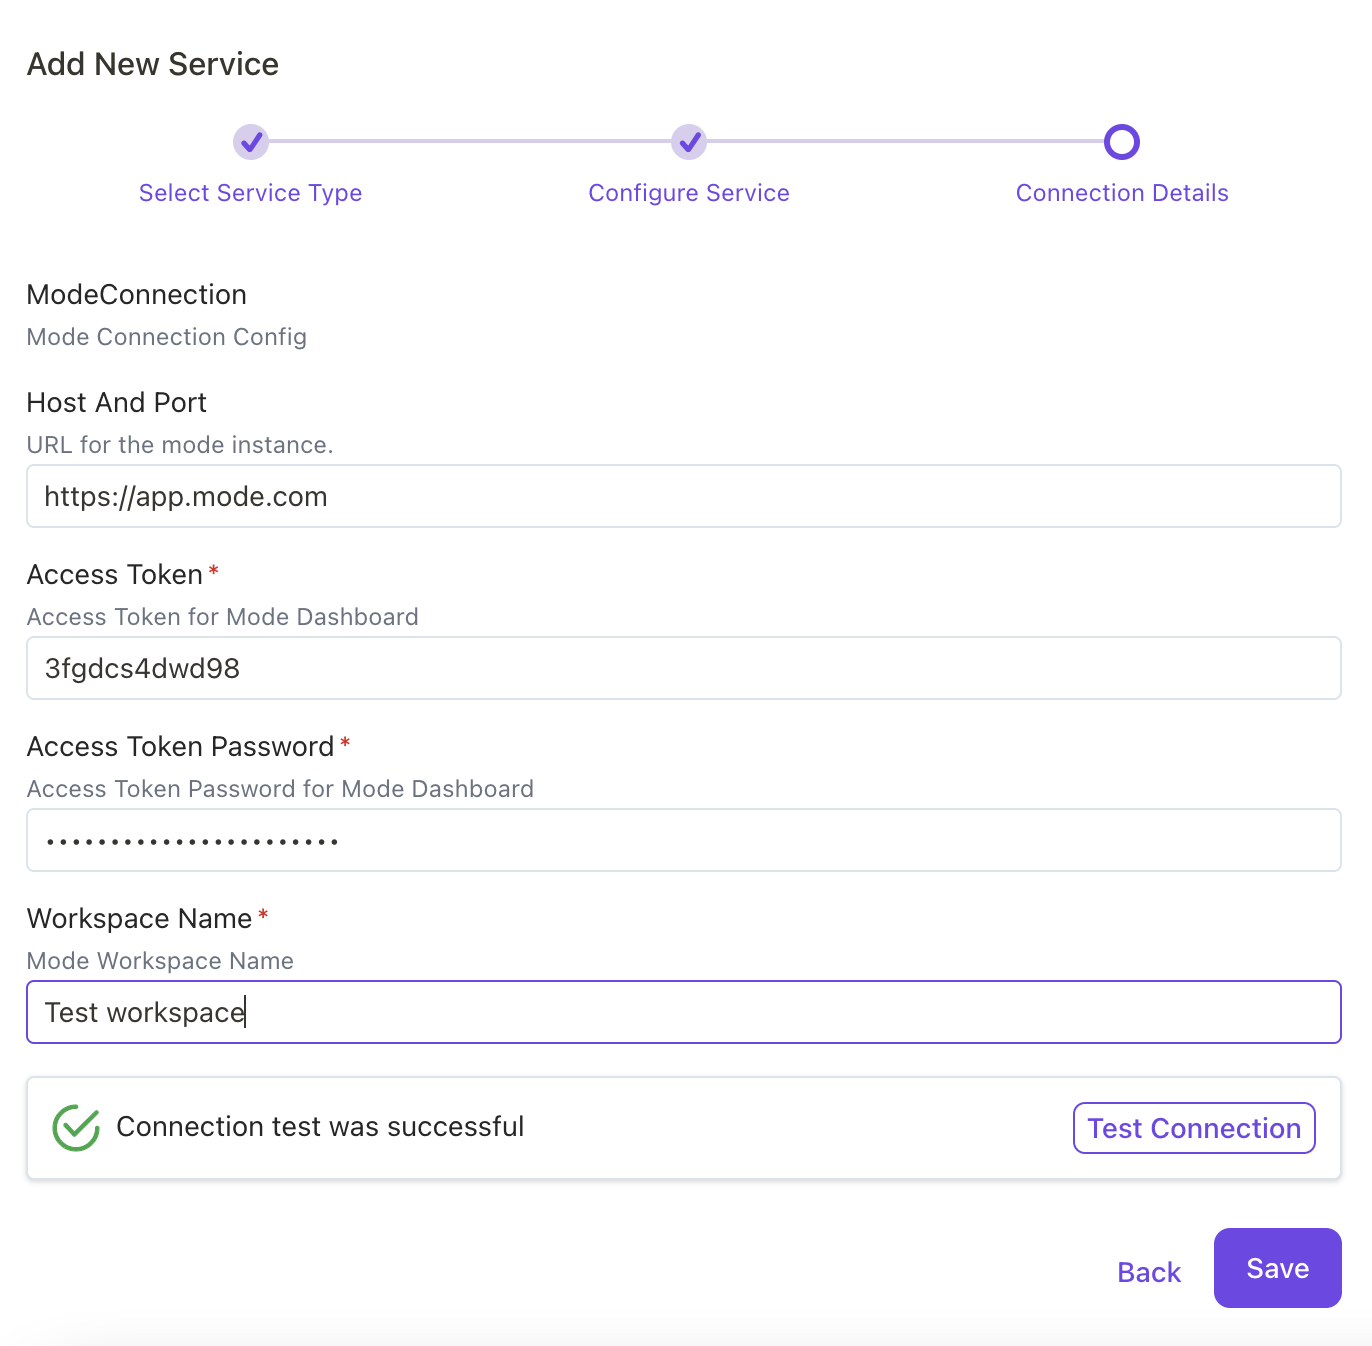 Add New Service
Select Service Type
Configure Service
Connection Details
ModeConnection
Mode Connection Config
Host And Port
URL for the mode instance.
https://app.mode.com
Access Token *
Access Token for Mode Dashboard
3fgdcs4dwd98
Access Token Password *
Access Token Password for Mode Dashboard
•••••••••••••••••••••••
Workspace Name *
Mode Workspace Name
Test workspace
Connection test was successful
Test Connection
Back
Save